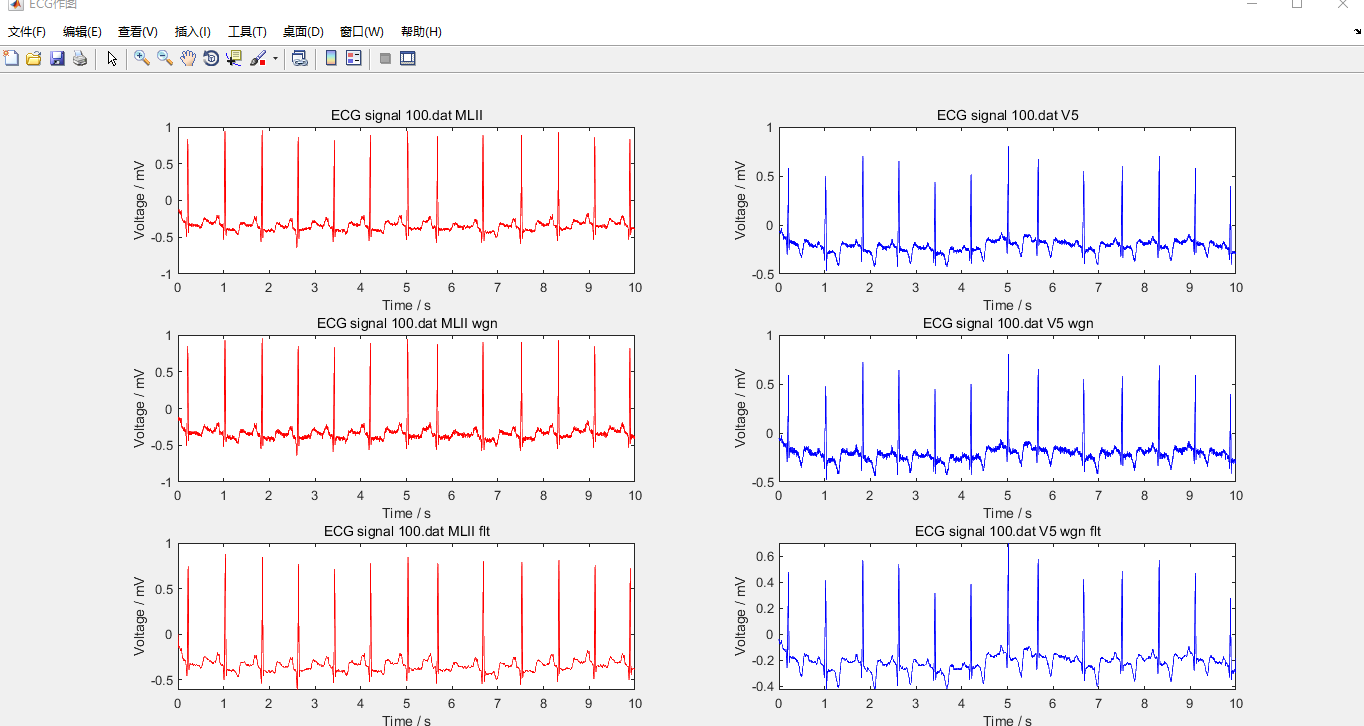 ECG作图
文件(F) 编辑(E) 查看(V) 插入(I) 工具(T) 桌面(D) 窗口(W) 帮助(H)
ECG signal 100.dat MLII
Voltage / mV
1
0.5
0
-0.5
-1
0 1 2 3 4 5 6 7 8 9 10
Time / s
ECG signal 100.dat V5
Voltage / mV
1
0.5
0
-0.5
0 1 2 3 4 5 6 7 8 9 10
Time / s
ECG signal 100.dat MLII wgn
Voltage / mV
1
0.5
0
-0.5
-1
0 1 2 3 4 5 6 7 8 9 10
Time / s
ECG signal 100.dat V5 wgn
Voltage / mV
1
0.5
0
-0.5
0 1 2 3 4 5 6 7 8 9 10
Time / s
ECG signal 100.dat MLII flt
Voltage / mV
1
0.5
0
-0.5
0 1 2 3 4 5 6 7 8 9 10
Time / s
ECG signal 100.dat V5 wgn flt
Voltage / mV
0.6
0.4
0.2
0
-0.2
-0.4
0 1 2 3 4 5 6 7 8 9 10
Time / s